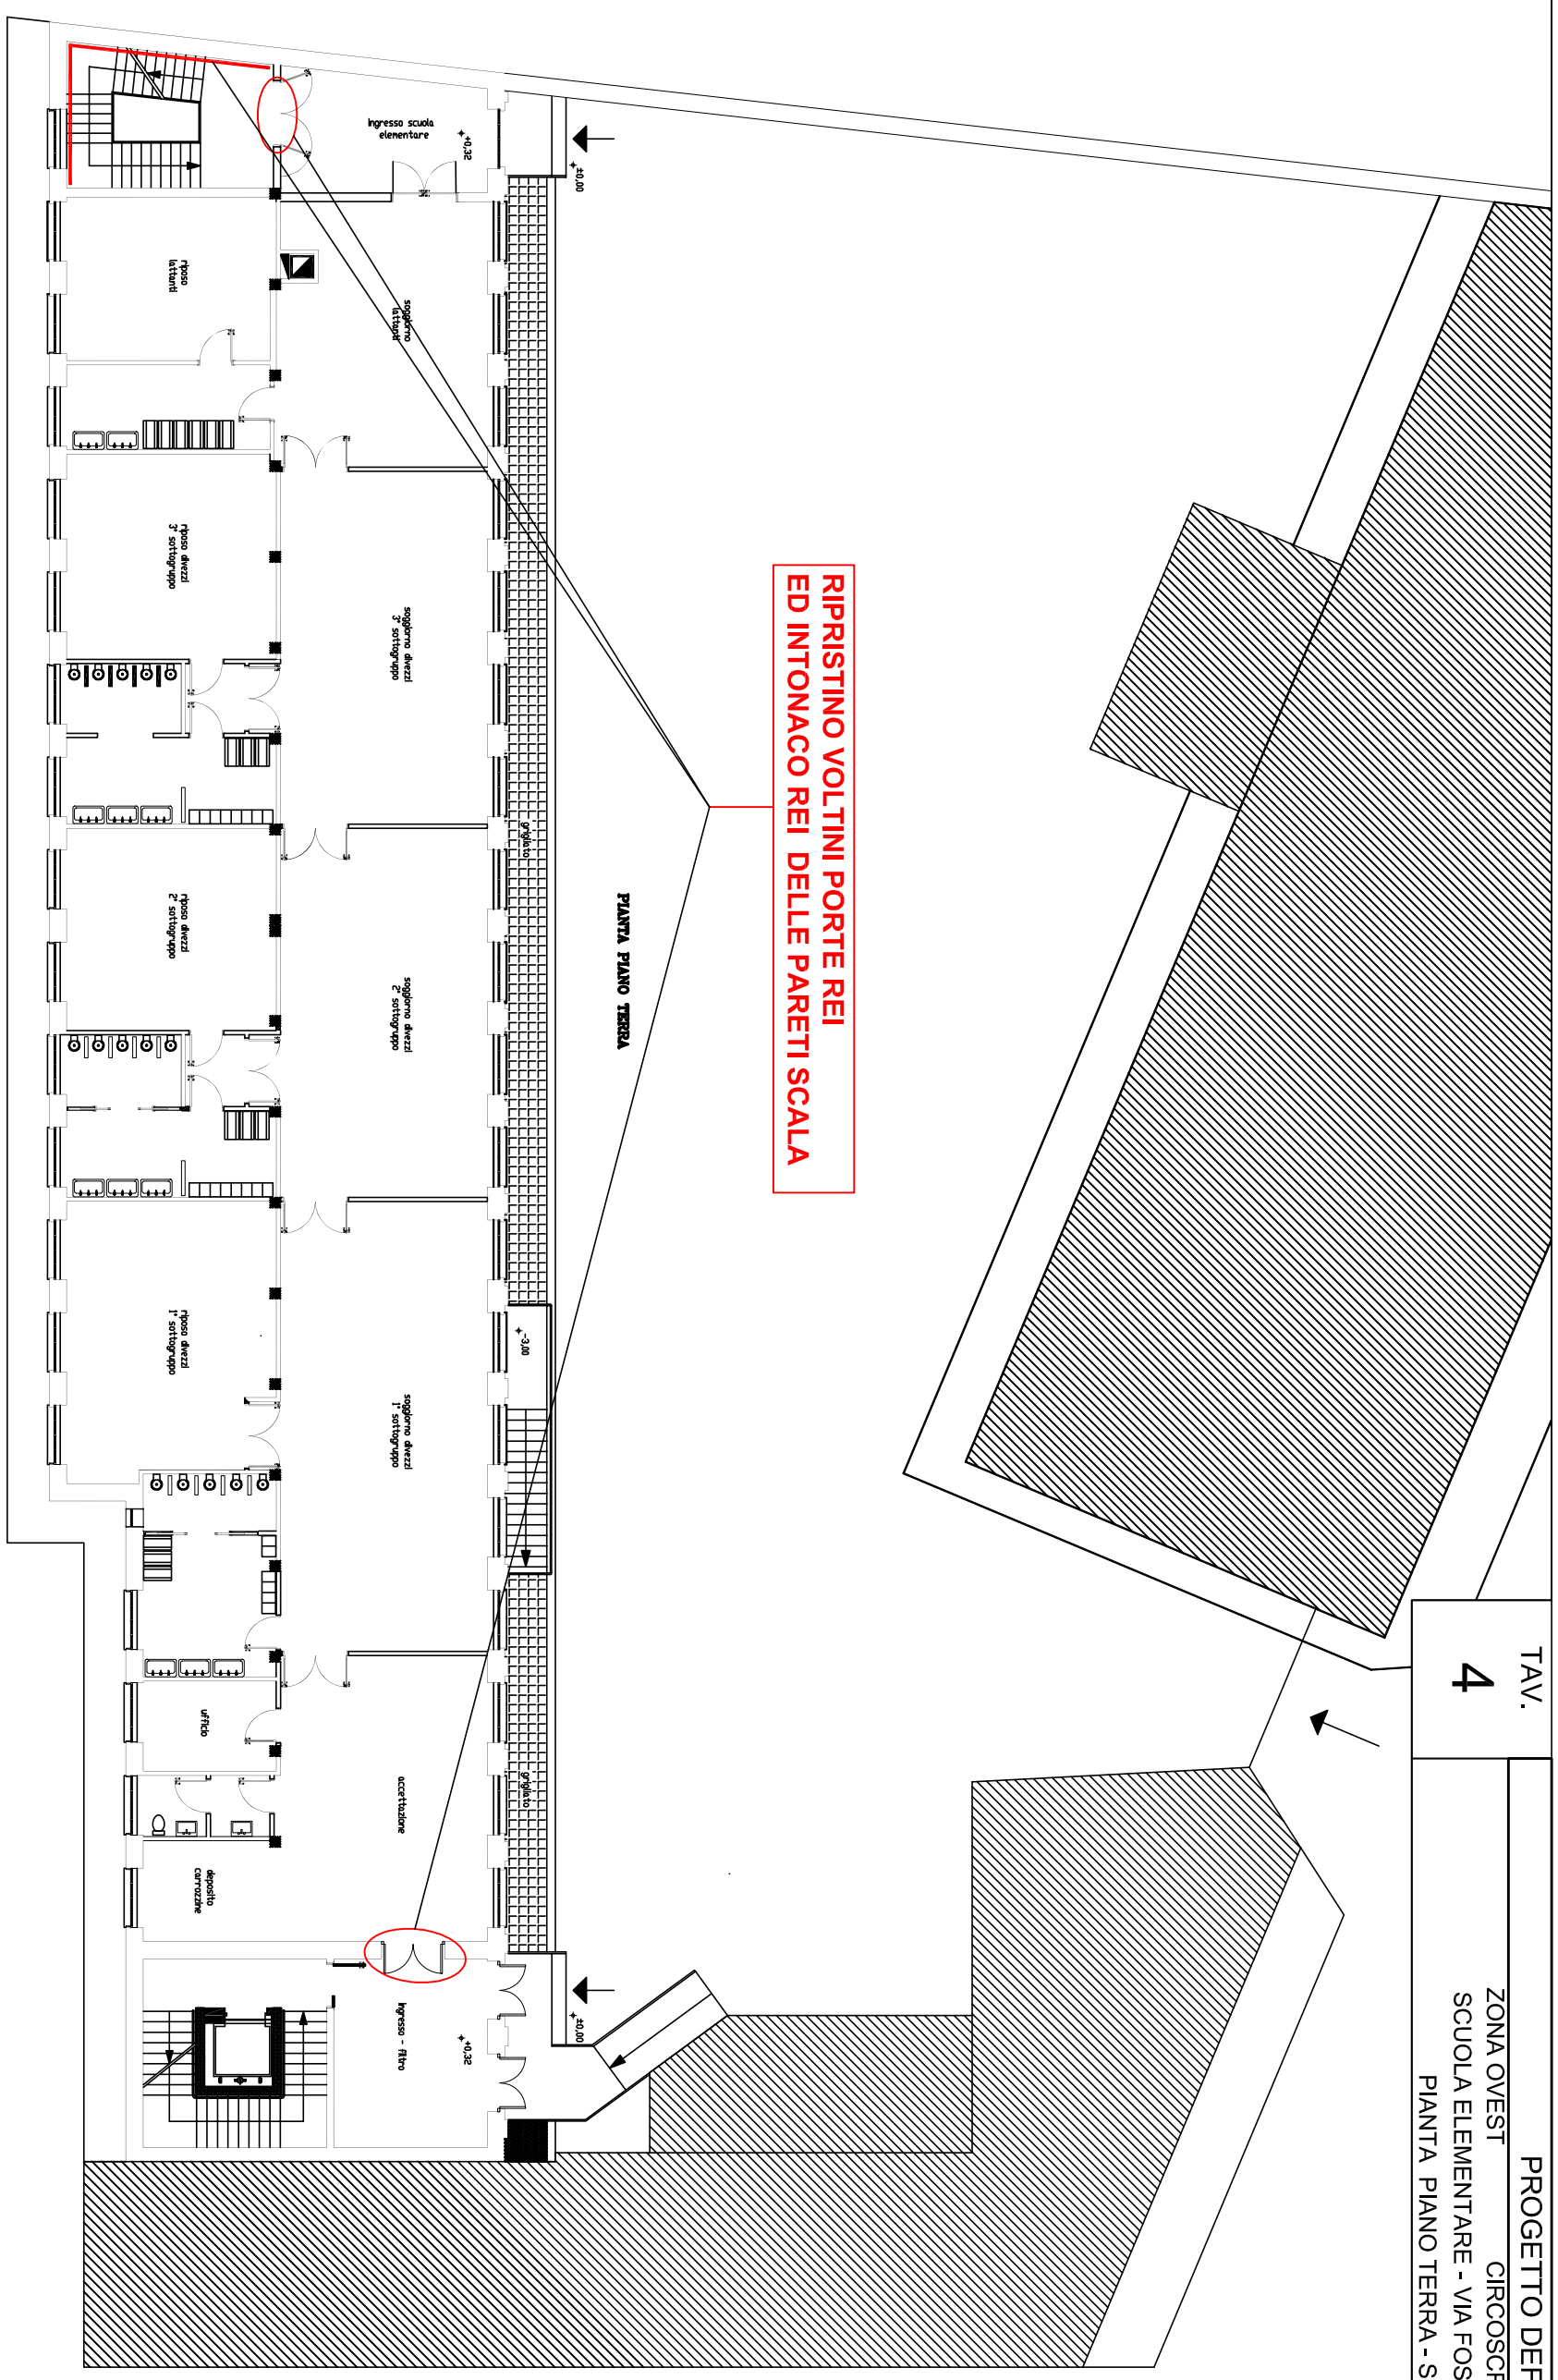 TAV.
4
PROGETTO DEF
ZONA OVEST CIRCOSCR
SCUOLA ELEMENTARE - VIA FOS
PIANTA PIANO TERRA - S
RIPRISTINO VOLTINI PORTE REI
ED INTONACO REI DELLE PARETI SCALA
PIANTA PIANO TERRA
±0,00
±0,00
grigliato
-3,00
grigliato
ingresso scuola
elementare
+0,32
soggiorno
lattanti
soggiorno divezzi
3° sottogruppo
soggiorno divezzi
2° sottogruppo
soggiorno divezzi
1° sottogruppo
accettazione
ingresso - filtro
+0,32
riposo
lattanti
riposo divezzi
3° sottogruppo
riposo divezzi
2° sottogruppo
riposo divezzi
1° sottogruppo
ufficio
deposito
carrozzine